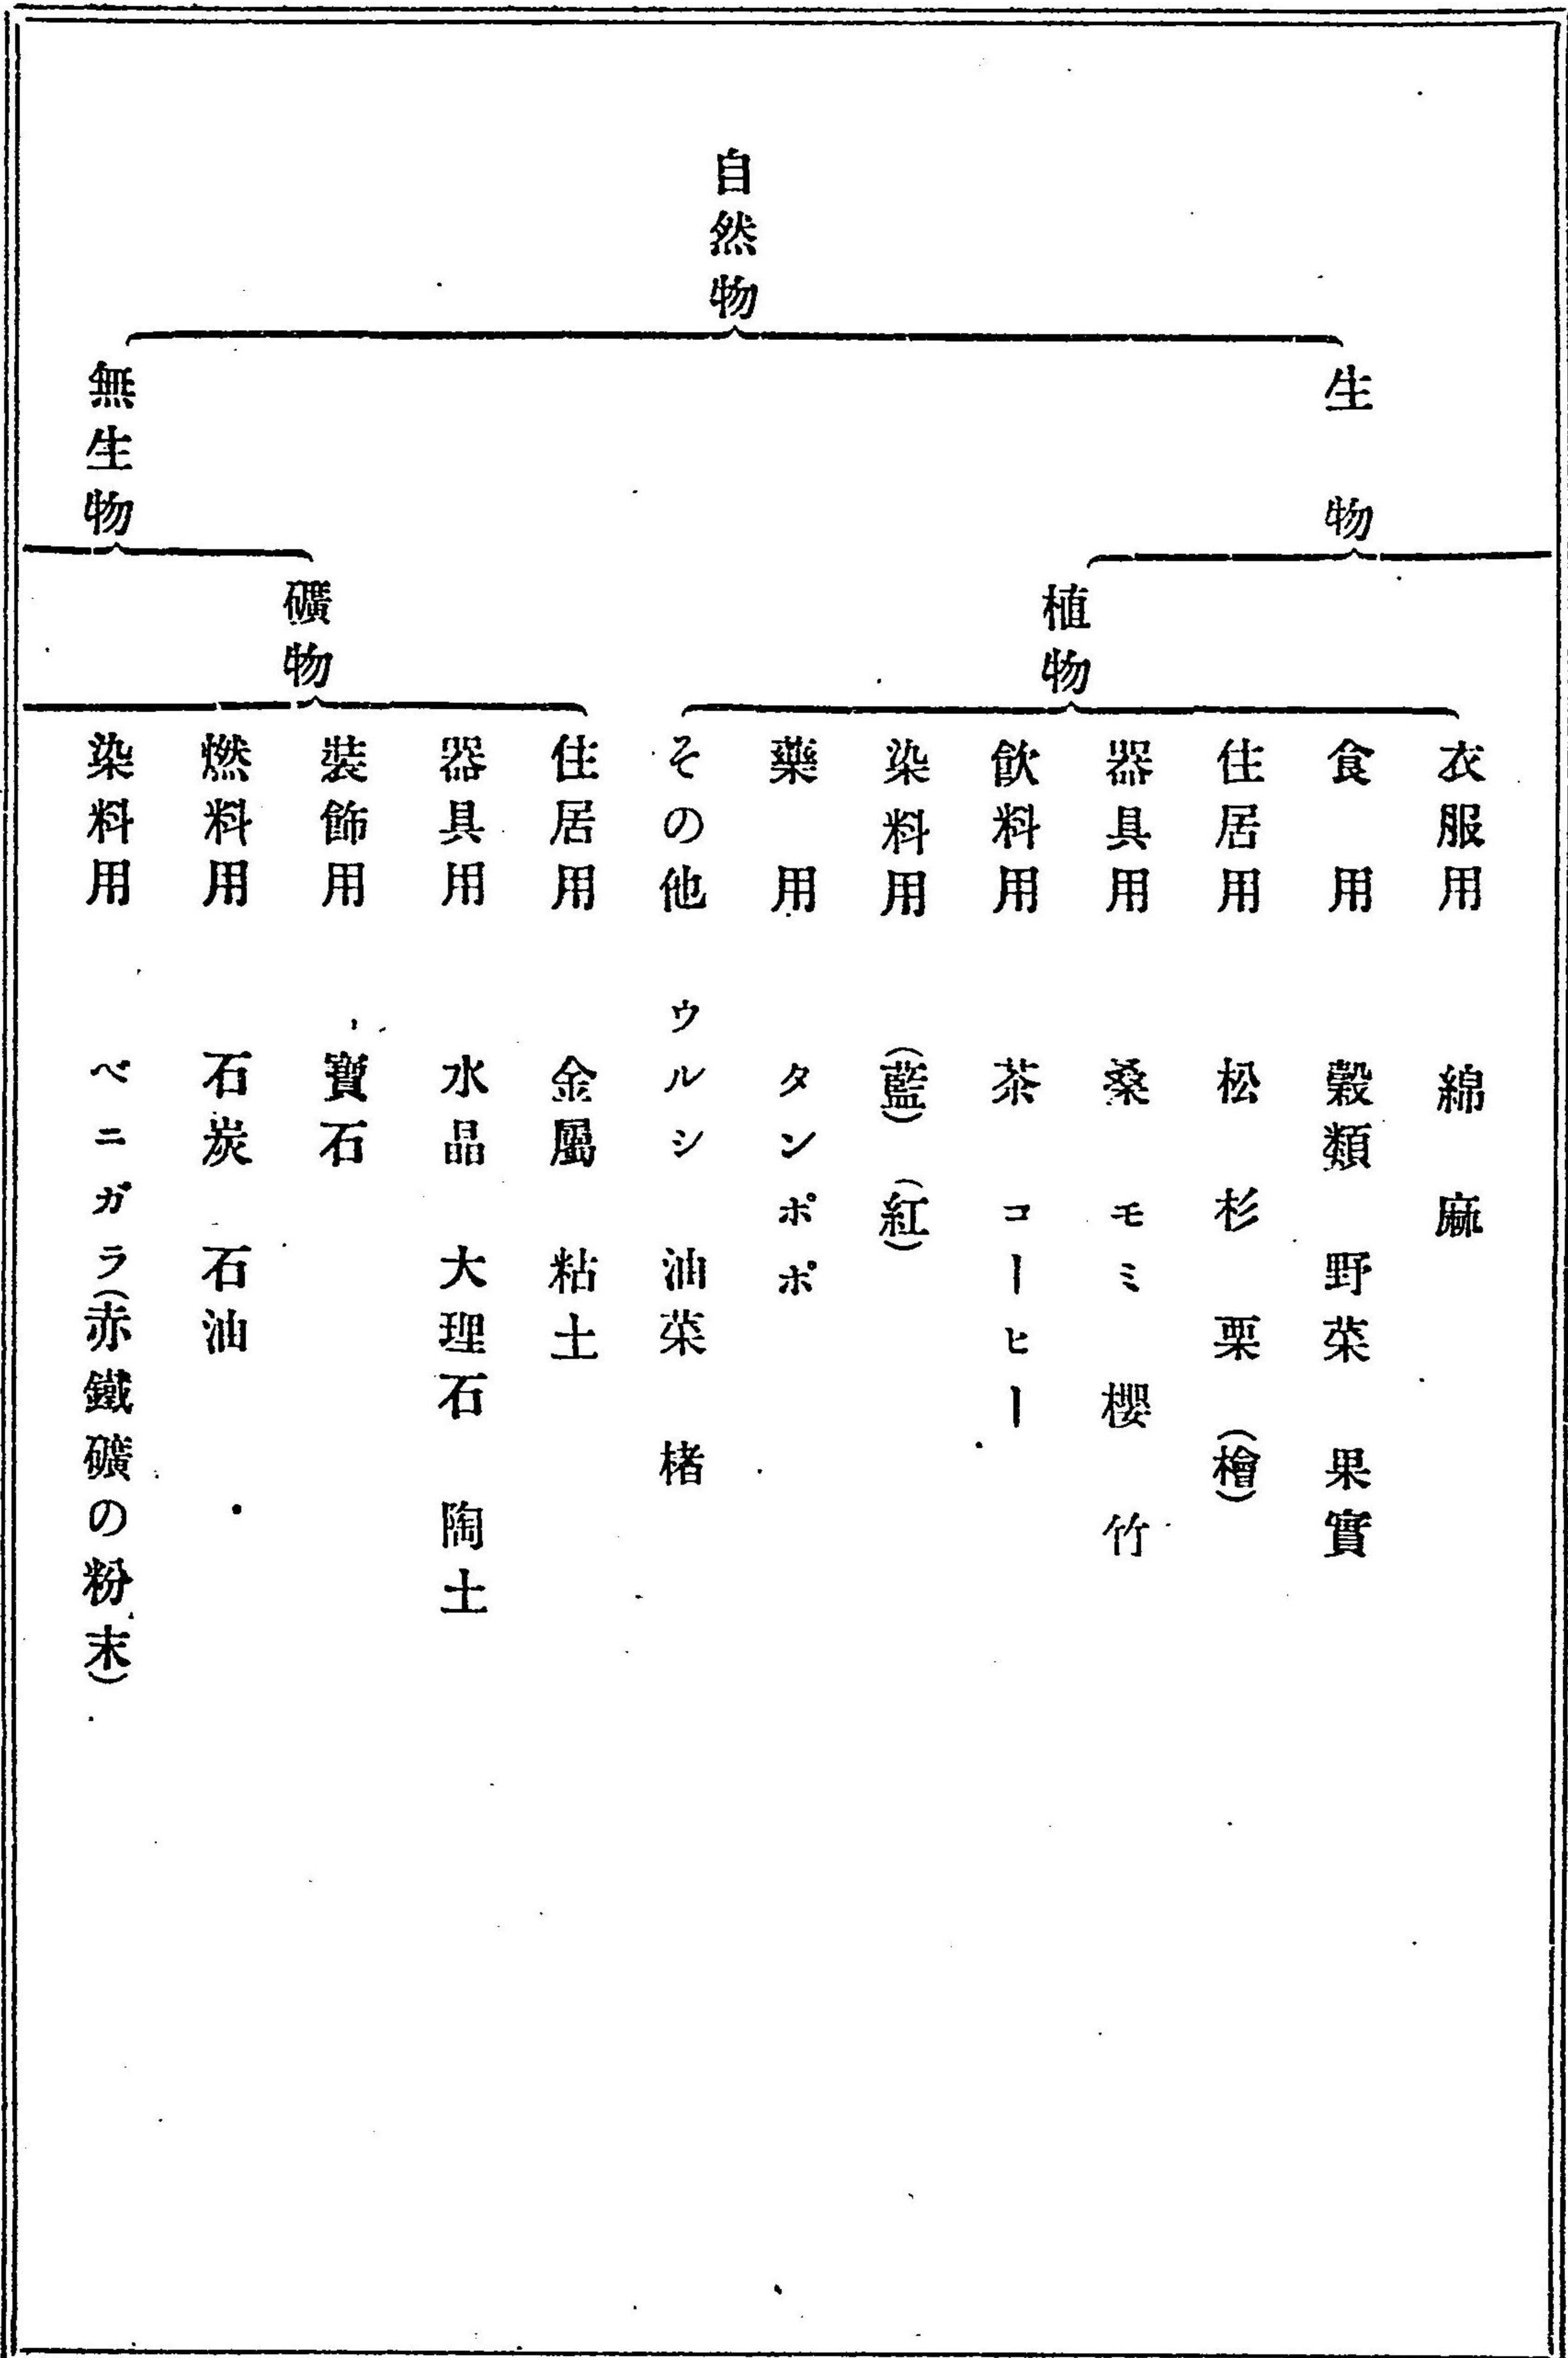 自然物
生物
植物
衣服用 綿 麻
食用 穀類 野菜 果實
住居用 松 杉 栗 (檜)
器具用 桑 モミ 櫻 竹
飮料用 茶 コーヒー
染料用 (藍) (紅)
藥用 タンポポ
その他 ウルシ 油菜 楮
無生物
礦物
住居用 金屬 粘土
器具用 水晶 大理石 陶土
裝飾用 寶石
燃料用 石炭 石油
染料用 ベニガラ(赤鐵礦の粉末)